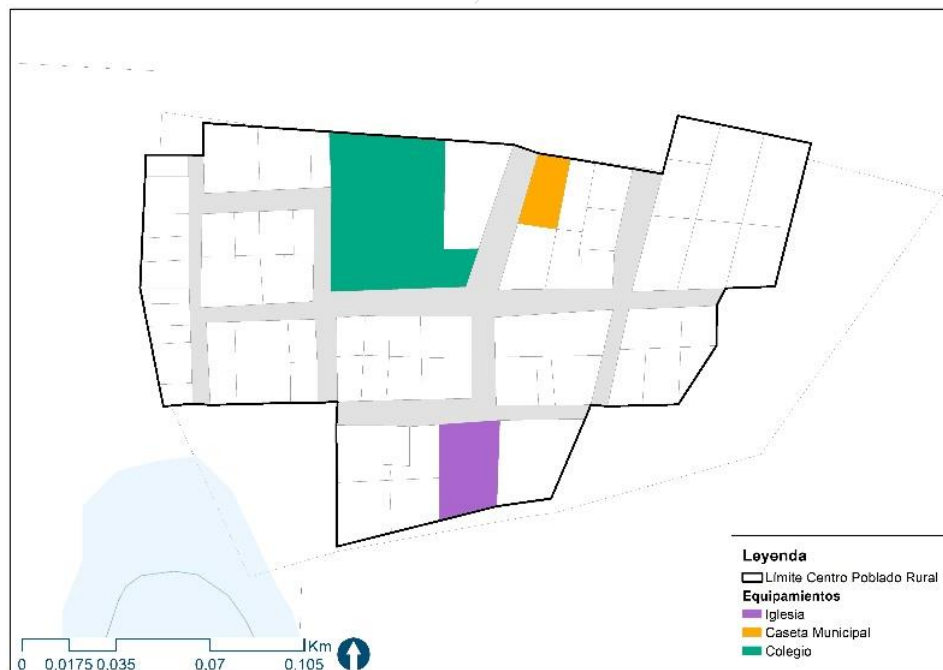 Leyenda
Límite Centro Poblado Rural
Equipamientos
Iglesia
Caseta Municipal
Colegio
Km
0 0.0175 0.035 0.07 0.105